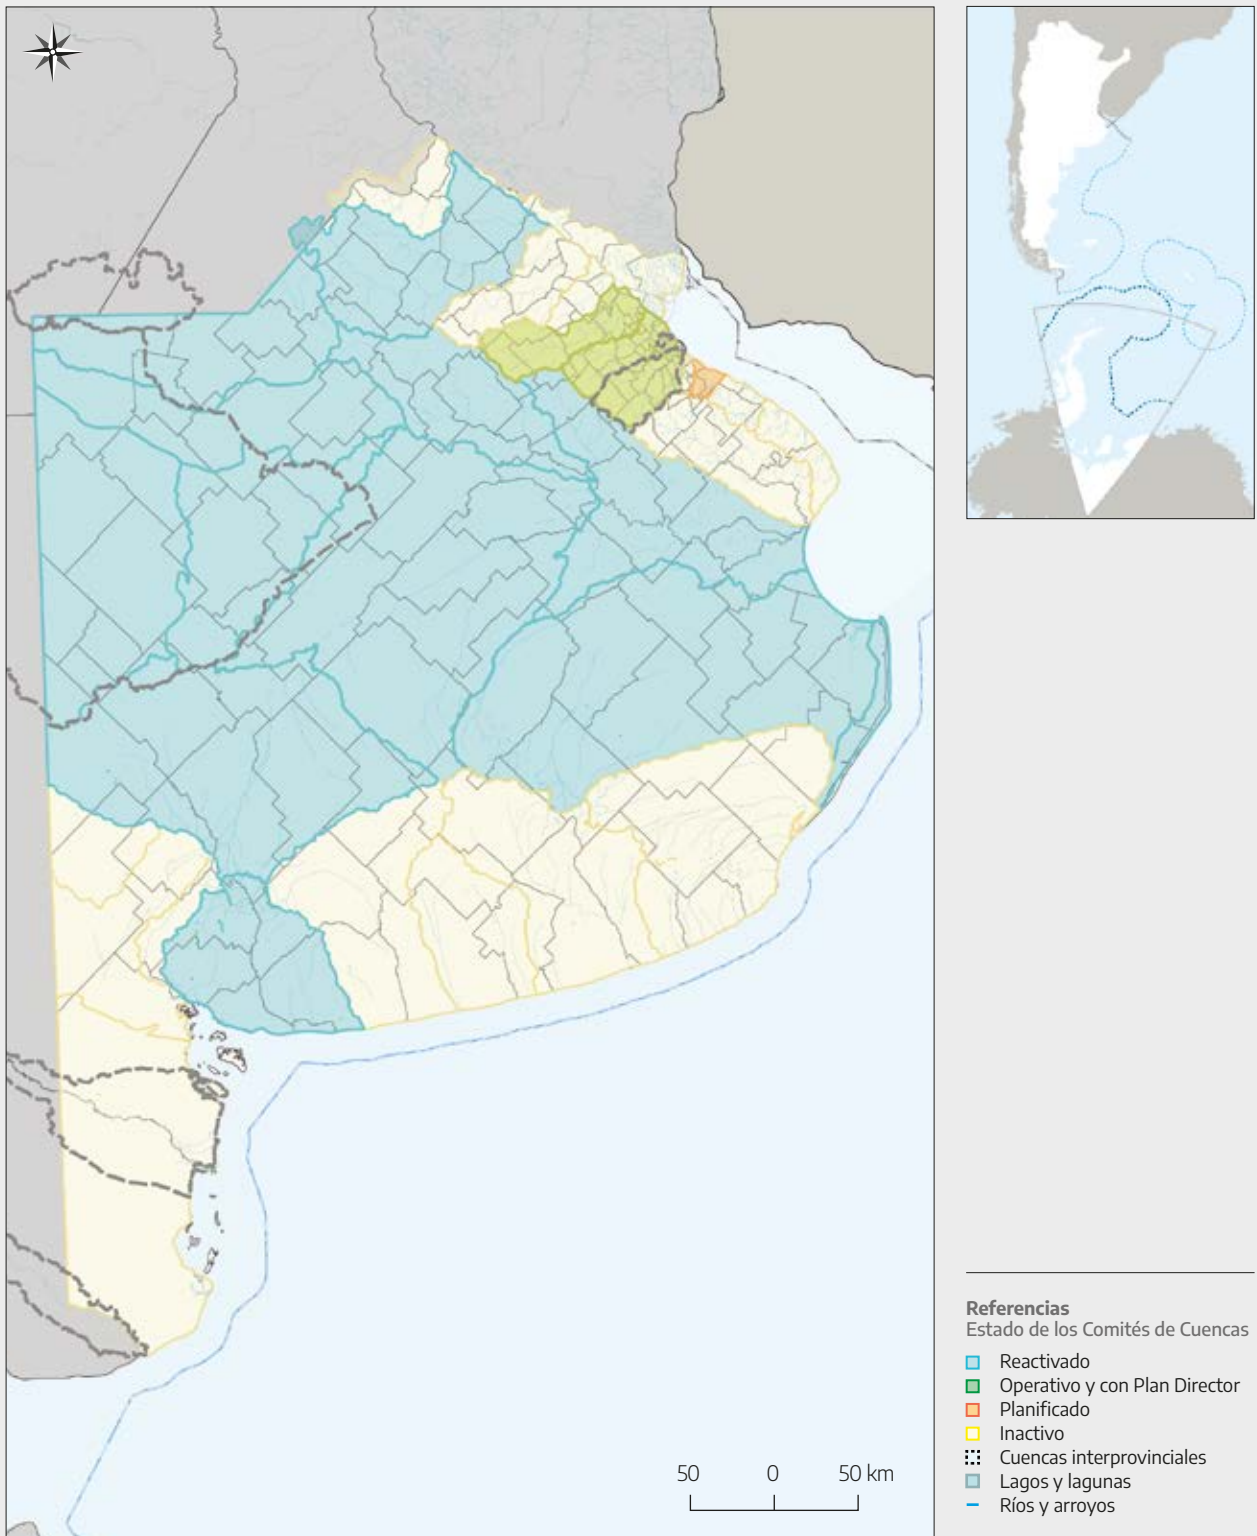 50 0 50 km
Referencias
Estado de los Comités de Cuencas
Reactivado
Operativo y con Plan Director
Planificado
Inactivo
Cuencas interprovinciales
Lagos y lagunas
Ríos y arroyos